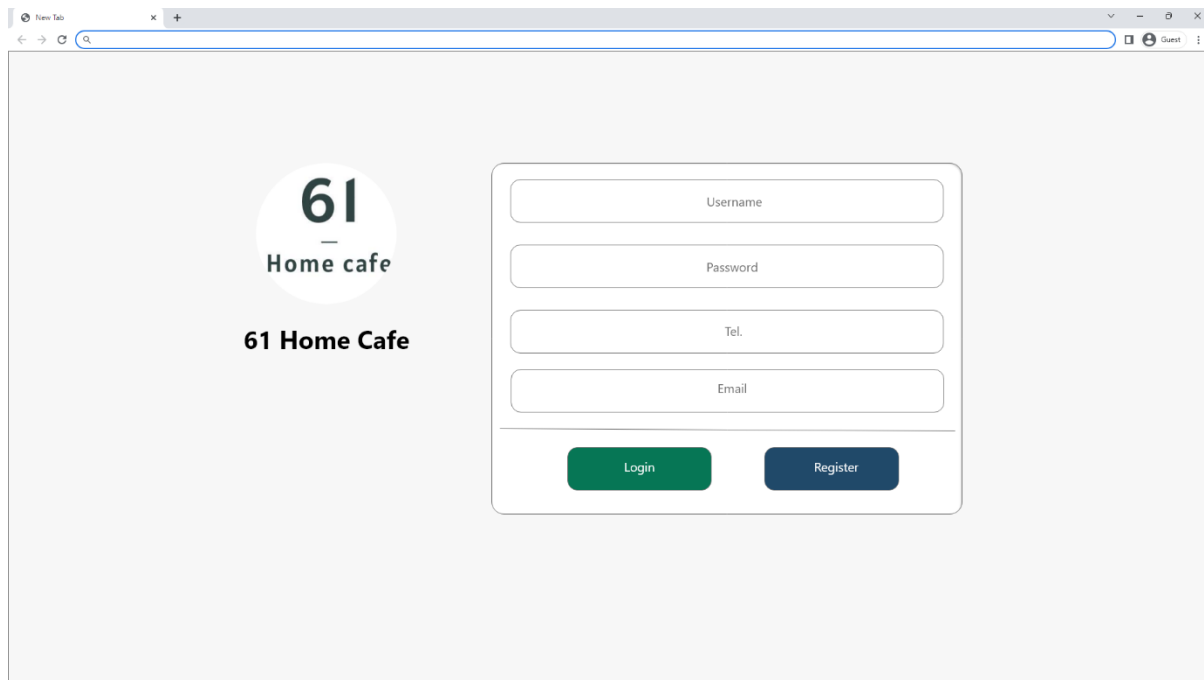 New Tab
Guest
61
Home cafe
61 Home Cafe
Username
Password
Tel.
Email
Login
Register